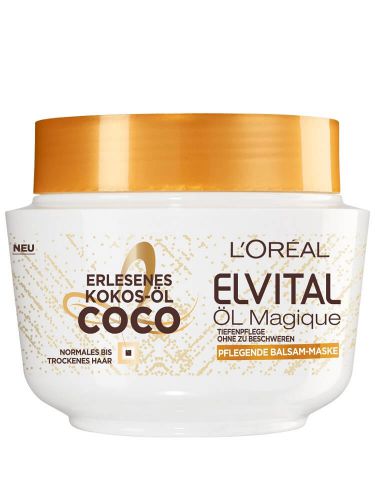 NEU
ERLESENES
KOKOS-ÖL
COCO
NORMALES BIS
TROCKENES HAAR
L'ORÉAL
ELVITAL
ÖL Magique
TIEFENPFLEGE
OHNE ZU BESCHWEREN
PFLEGENDE BALSAM-MASKE